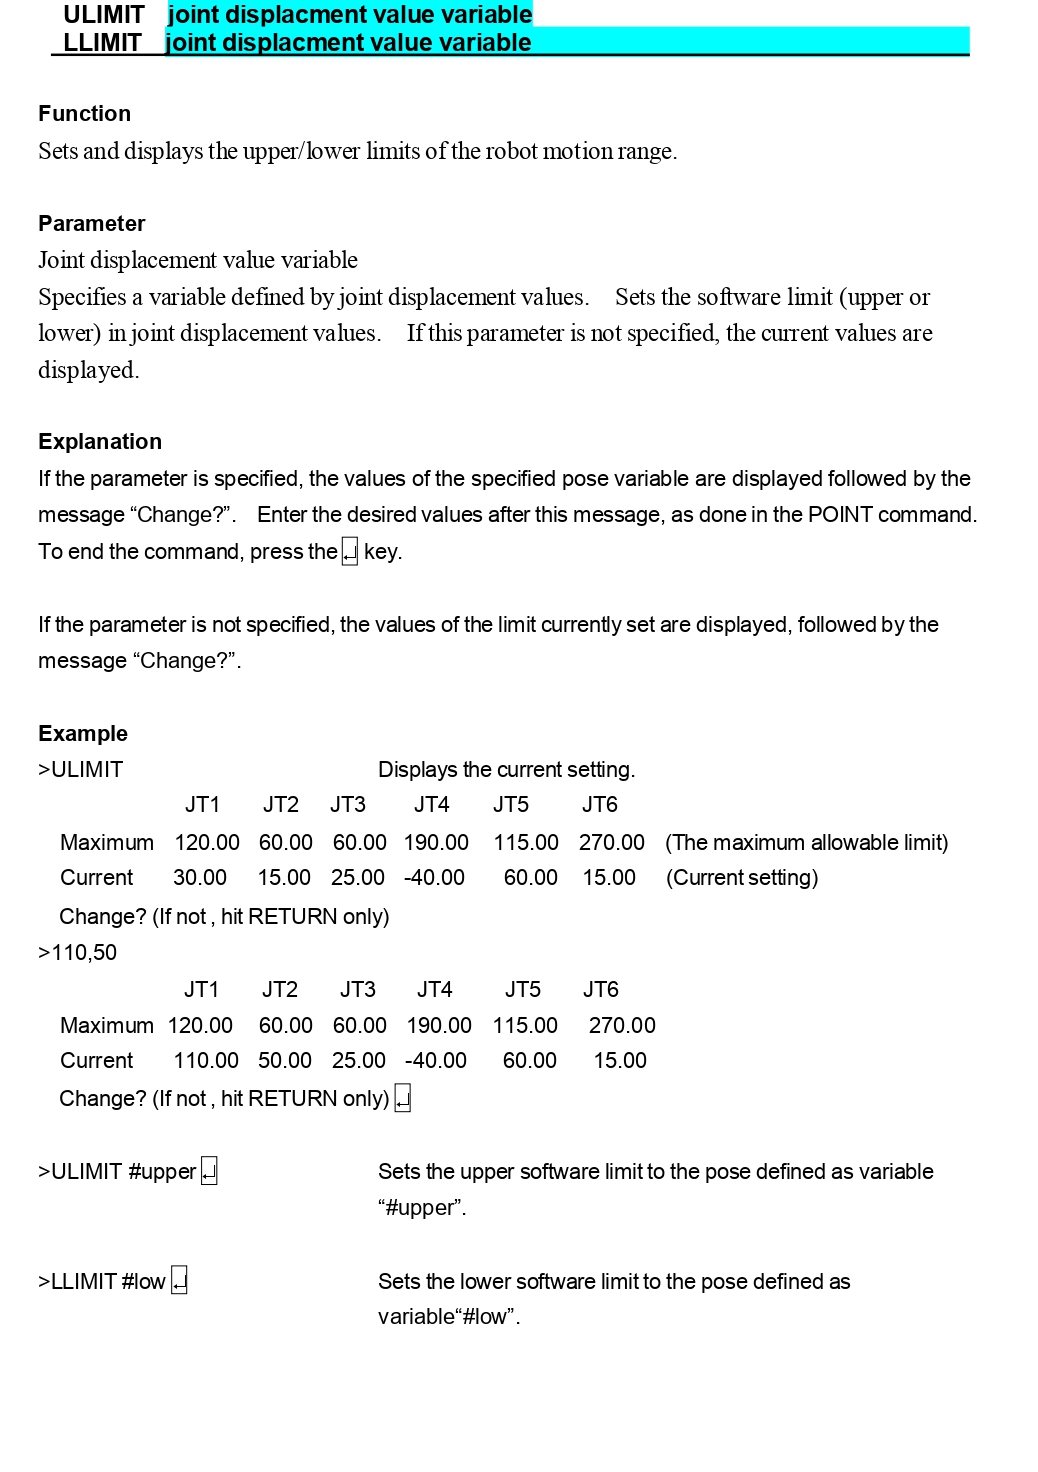 ULIMIT joint displacment value variable
LLIMIT joint displacment value variable
Function
Sets and displays the upper/lower limits of the robot motion range.
Parameter
Joint displacement value variable
Specifies a variable defined by joint displacement values. Sets the software limit (upper or
lower) in joint displacement values. If this parameter is not specified, the current values are
displayed.
Explanation
If the parameter is specified, the values of the specified pose variable are displayed followed by the
message “Change?”. Enter the desired values after this message, as done in the POINT command.
To end the command, press the ↵ key.
If the parameter is not specified, the values of the limit currently set are displayed, followed by the
message “Change?”.
Example
>ULIMIT Displays the current setting.
JT1 JT2 JT3 JT4 JT5 JT6
Maximum 120.00 60.00 60.00 190.00 115.00 270.00 (The maximum allowable limit)
Current 30.00 15.00 25.00 -40.00 60.00 15.00 (Current setting)
Change? (If not , hit RETURN only)
>110,50
JT1 JT2 JT3 JT4 JT5 JT6
Maximum 120.00 60.00 60.00 190.00 115.00 270.00
Current 110.00 50.00 25.00 -40.00 60.00 15.00
Change? (If not , hit RETURN only) ↵
>ULIMIT #upper ↵ Sets the upper software limit to the pose defined as variable
“#upper”.
>LLIMIT #low ↵ Sets the lower software limit to the pose defined as
variable“#low”.